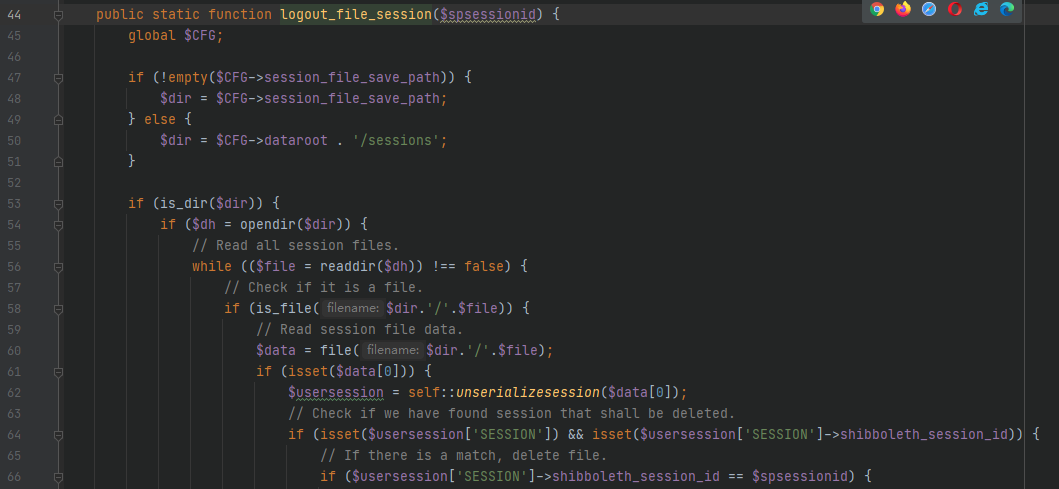 44 public static function logout_file_session($spsessionid) {
45 global $CFG;
46
47 if (!empty($CFG->session_file_save_path)) {
48 $dir = $CFG->session_file_save_path;
49 } else {
50 $dir = $CFG->dataroot . '/sessions';
51 }
52
53 if (is_dir($dir)) {
54 if ($dh = opendir($dir)) {
55 // Read all session files.
56 while (($file = readdir($dh)) !== false) {
57 // Check if it is a file.
58 if (is_file( filename: $dir.'/'.$file)) {
59 // Read session file data.
60 $data = file( filename: $dir.'/'.$file);
61 if (isset($data[0])) {
62 $usersession = self::unserializesession($data[0]);
63 // Check if we have found session that shall be deleted.
64 if (isset($usersession['SESSION']) && isset($usersession['SESSION']->shibboleth_session_id)) {
65 // If there is a match, delete file.
66 if ($usersession['SESSION']->shibboleth_session_id == $spsessionid) {